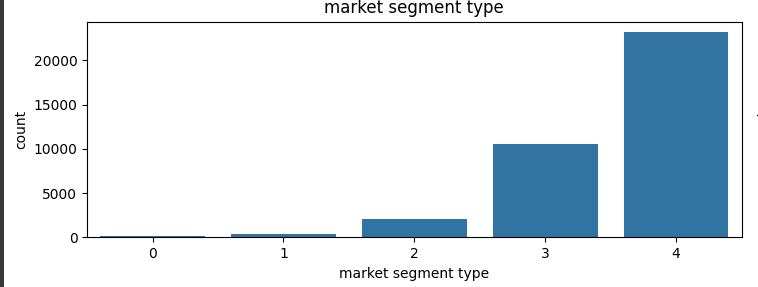 market segment type
20000
15000
10000
5000
0
count
0 1 2 3 4
market segment type